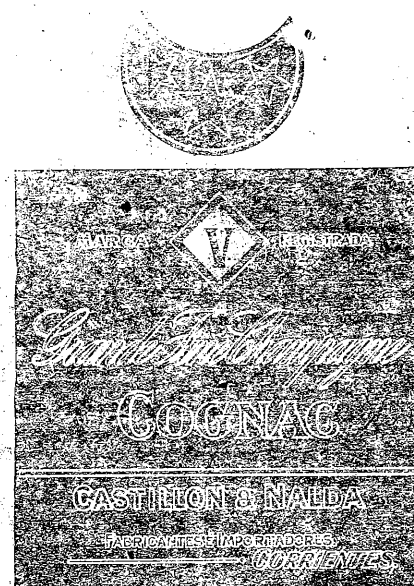 MARCA V. REGISTRADA
Grande Fine Champagne
COGNAC
CASTILLON & NALDA
FABRICANTES E IMPORTADORES
CORRIENTES